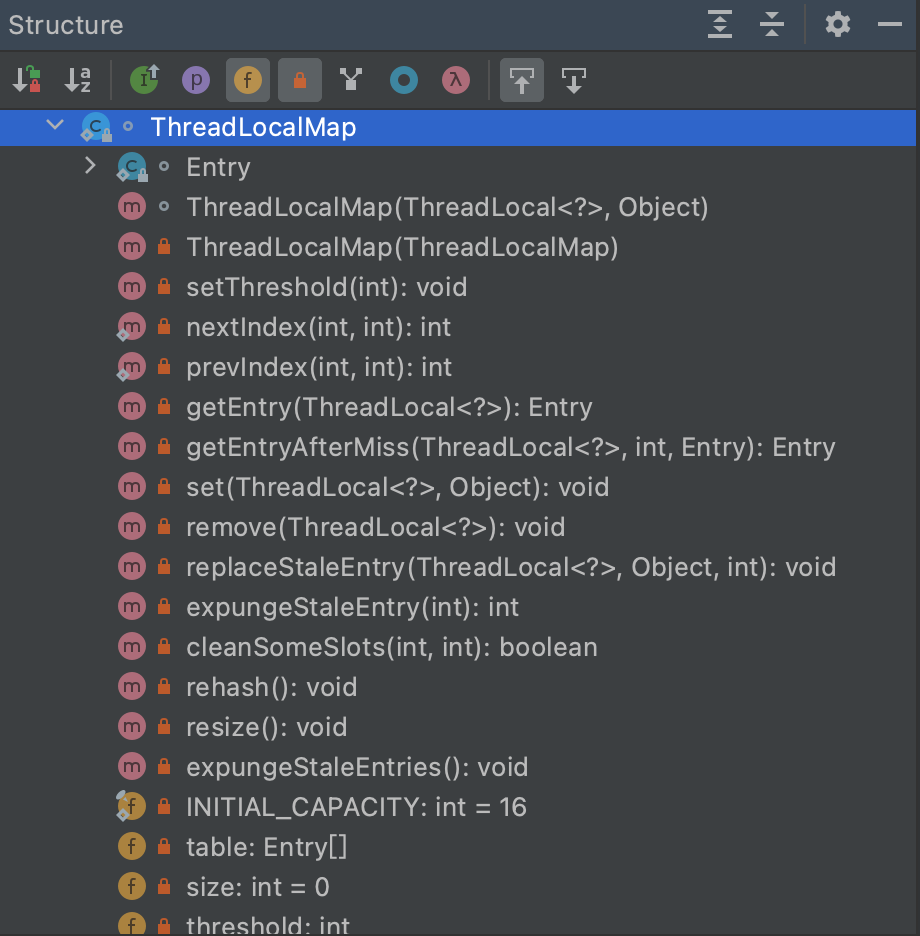 Structure
ThreadLocalMap
Entry
ThreadLocalMap(ThreadLocal<?>, Object)
ThreadLocalMap(ThreadLocalMap)
setThreshold(int): void
nextIndex(int, int): int
prevIndex(int, int): int
getEntry(ThreadLocal<?>): Entry
getEntryAfterMiss(ThreadLocal<?>, int, Entry): Entry
set(ThreadLocal<?>, Object): void
remove(ThreadLocal<?>): void
replaceStaleEntry(ThreadLocal<?>, Object, int): void
expungeStaleEntry(int): int
cleanSomeSlots(int, int): boolean
rehash(): void
resize(): void
expungeStaleEntries(): void
INITIAL_CAPACITY: int = 16
table: Entry[]
size: int = 0
threshold: int